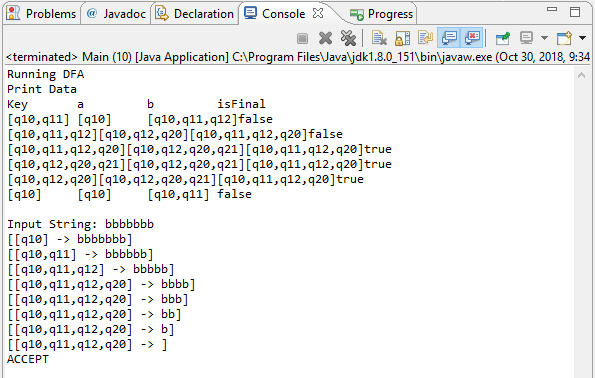 Problems @ Javadoc Declaration Console Progress
<terminated> Main (10) [Java Application] C:\Program Files\Java\jdk1.8.0_151\bin\javaw.exe (Oct 30, 2018, 9:34
Running DFA
Print Data
Key a b isFinal
[q10,q11] [q10] [q10,q11,q12]false
[q10,q11,q12][q10,q12,q20][q10,q11,q12,q20]false
[q10,q11,q12,q20][q10,q12,q20,q21][q10,q11,q12,q20]true
[q10,q12,q20,q21][q10,q12,q20,q21][q10,q11,q12,q20]true
[q10,q12,q20][q10,q12,q20,q21][q10,q11,q12,q20]true
[q10] [q10] [q10,q11] false
Input String: bbbbbbb
[[q10] -> bbbbbbb]
[[q10,q11] -> bbbbbb]
[[q10,q11,q12] -> bbbbb]
[[q10,q11,q12,q20] -> bbbb]
[[q10,q11,q12,q20] -> bbb]
[[q10,q11,q12,q20] -> bb]
[[q10,q11,q12,q20] -> b]
[[q10,q11,q12,q20] -> ]
ACCEPT